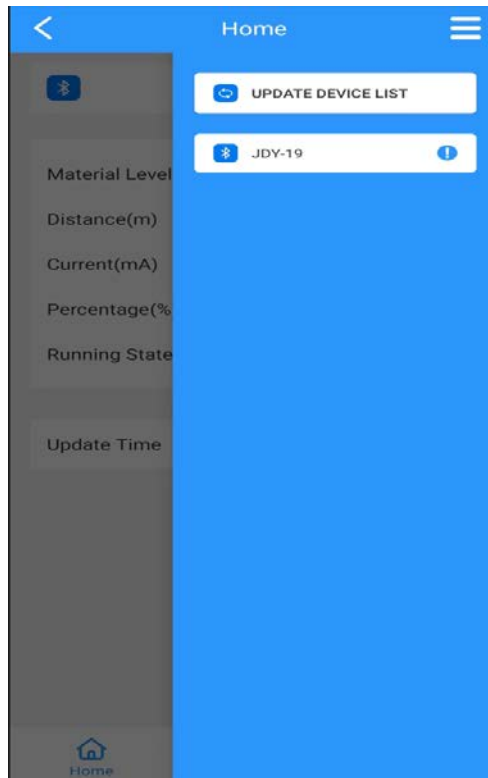 Home
UPDATE DEVICE LIST
JDY-19
Material Level
Distance(m)
Current(mA)
Percentage(%
Running State
Update Time
Home